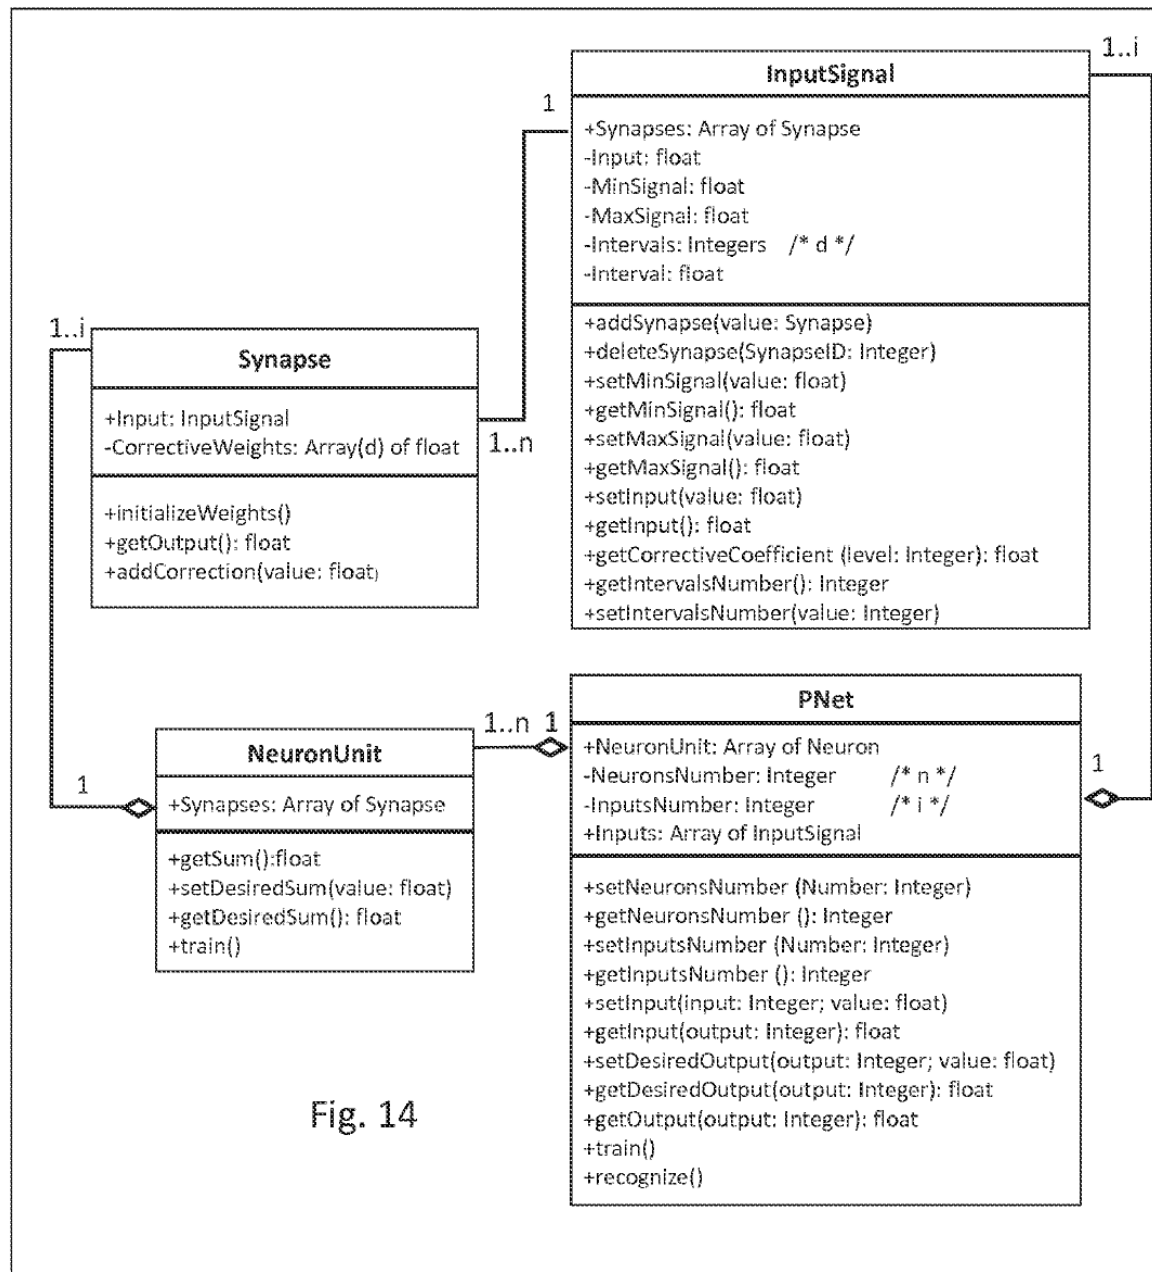 1..i
InputSignal
1
+Synapses: Array of Synapse
-Input: float
-MinSignal: float
-MaxSignal: float
-Intervals: Integers /* d */
-Interval: float
+addSynapse(value: Synapse)
+deleteSynapse(SynapseID: Integer)
+setMinSignal(value: float)
+getMinSignal(): float
+setMaxSignal(value: float)
+getMaxSignal(): float
+setInput(value: float)
+getInput(): float
+getCorrectiveCoefficient (level: Integer): float
+getIntervalsNumber(): Integer
+setIntervalsNumber(value: Integer)
1..i
Synapse
+Input: InputSignal
-CorrectiveWeights: Array(d) of float
1..n
+initializeWeights()
+getOutput(): float
+addCorrection(value: float)
1..n 1
NeuronUnit
1
+Synapses: Array of Synapse
+getSum():float
+setDesiredSum(value: float)
+getDesiredSum(): float
+train()
PNet
+NeuronUnit: Array of Neuron
-NeuronsNumber: Integer /* n */
1
-InputsNumber: Integer /* i */
+Inputs: Array of InputSignal
+setNeuronsNumber (Number: Integer)
+getNeuronsNumber (): Integer
+setInputsNumber (Number: Integer)
+getInputsNumber (): Integer
+setInput(input: Integer; value: float)
+getInput(output: Integer): float
+setDesiredOutput(output: Integer; value: float)
+getDesiredOutput(output: Integer): float
+getOutput(output: Integer): float
+train()
+recognize()
Fig. 14